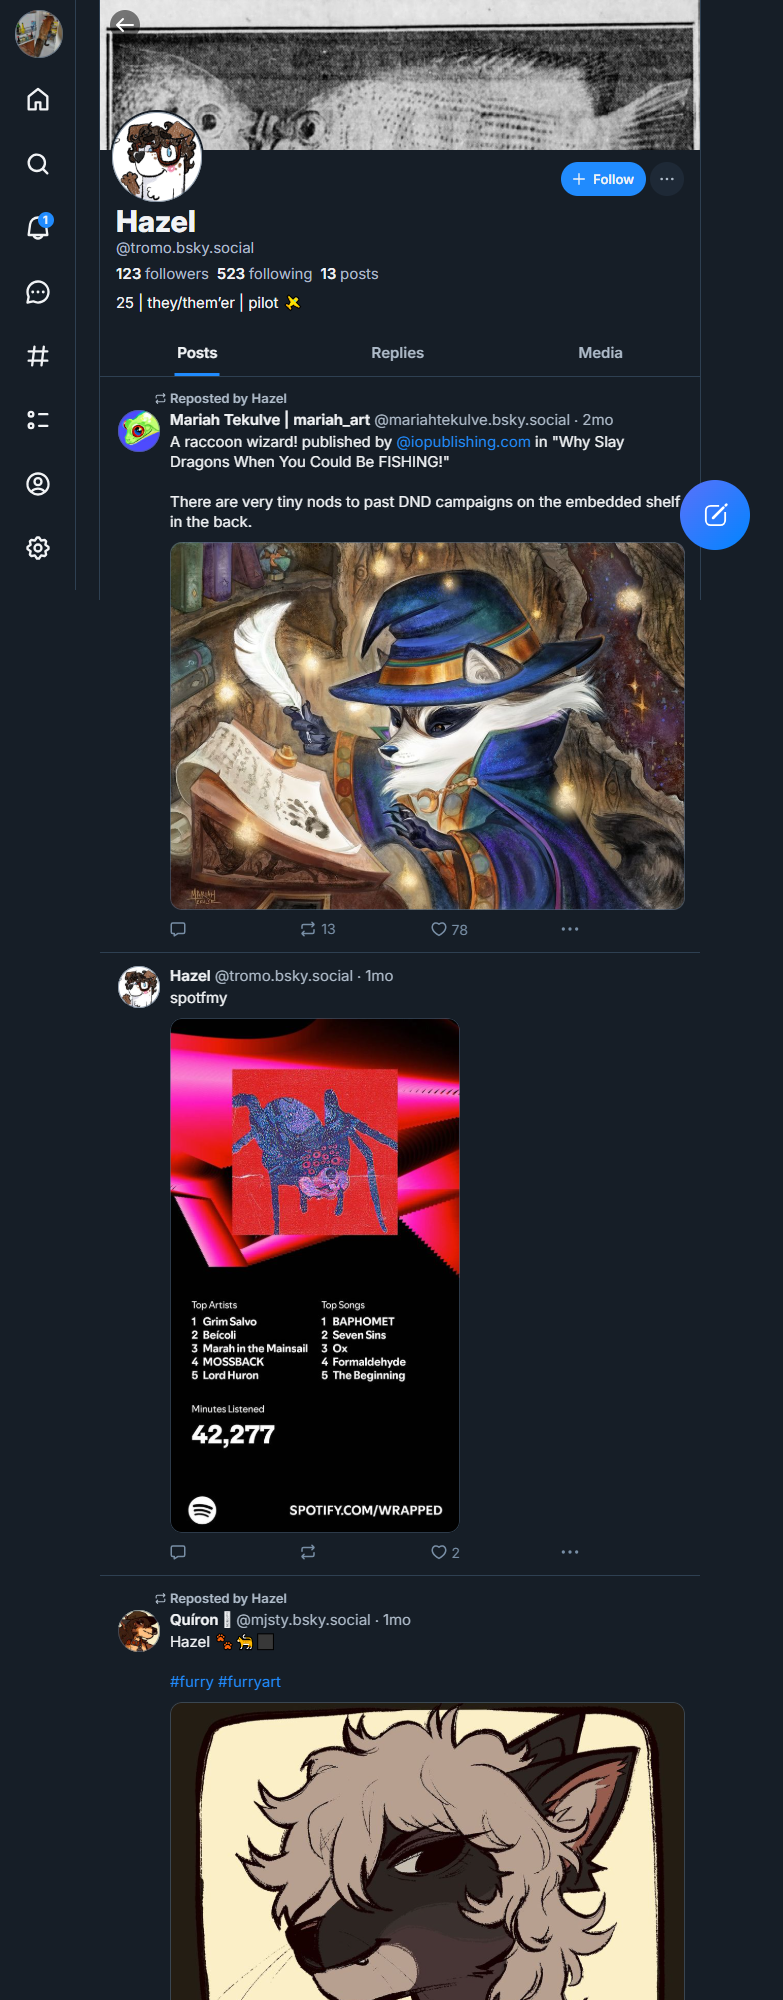 1
Follow
Hazel
@tromo.bsky.social
123 followers 523 following 13 posts
25 | they/them'er | pilot
Posts Replies Media
Reposted by Hazel
Mariah Tekulve | mariah_art @mariahtekulve.bsky.social · 2mo
A raccoon wizard! published by @iopublishing.com in "Why Slay
Dragons When You Could Be FISHING!"
There are very tiny nods to past DND campaigns on the embedded shelf
in the back.
MARIAH
13 78
Hazel @tromo.bsky.social · 1mo
spotfmy
Top Artists
1 Grim Salvo
2 Beícoli
3 Marah in the Mainsail
4 MOSSBACK
5 Lord Huron
Top Songs
1 BAPHOMET
2 Seven Sins
3 Ox
4 Formaldehyde
5 The Beginning
Minutes Listened
42,277
SPOTIFY.COM/WRAPPED
2
Reposted by Hazel
Quíron @mjsty.bsky.social · 1mo
Hazel
#furry #furryart